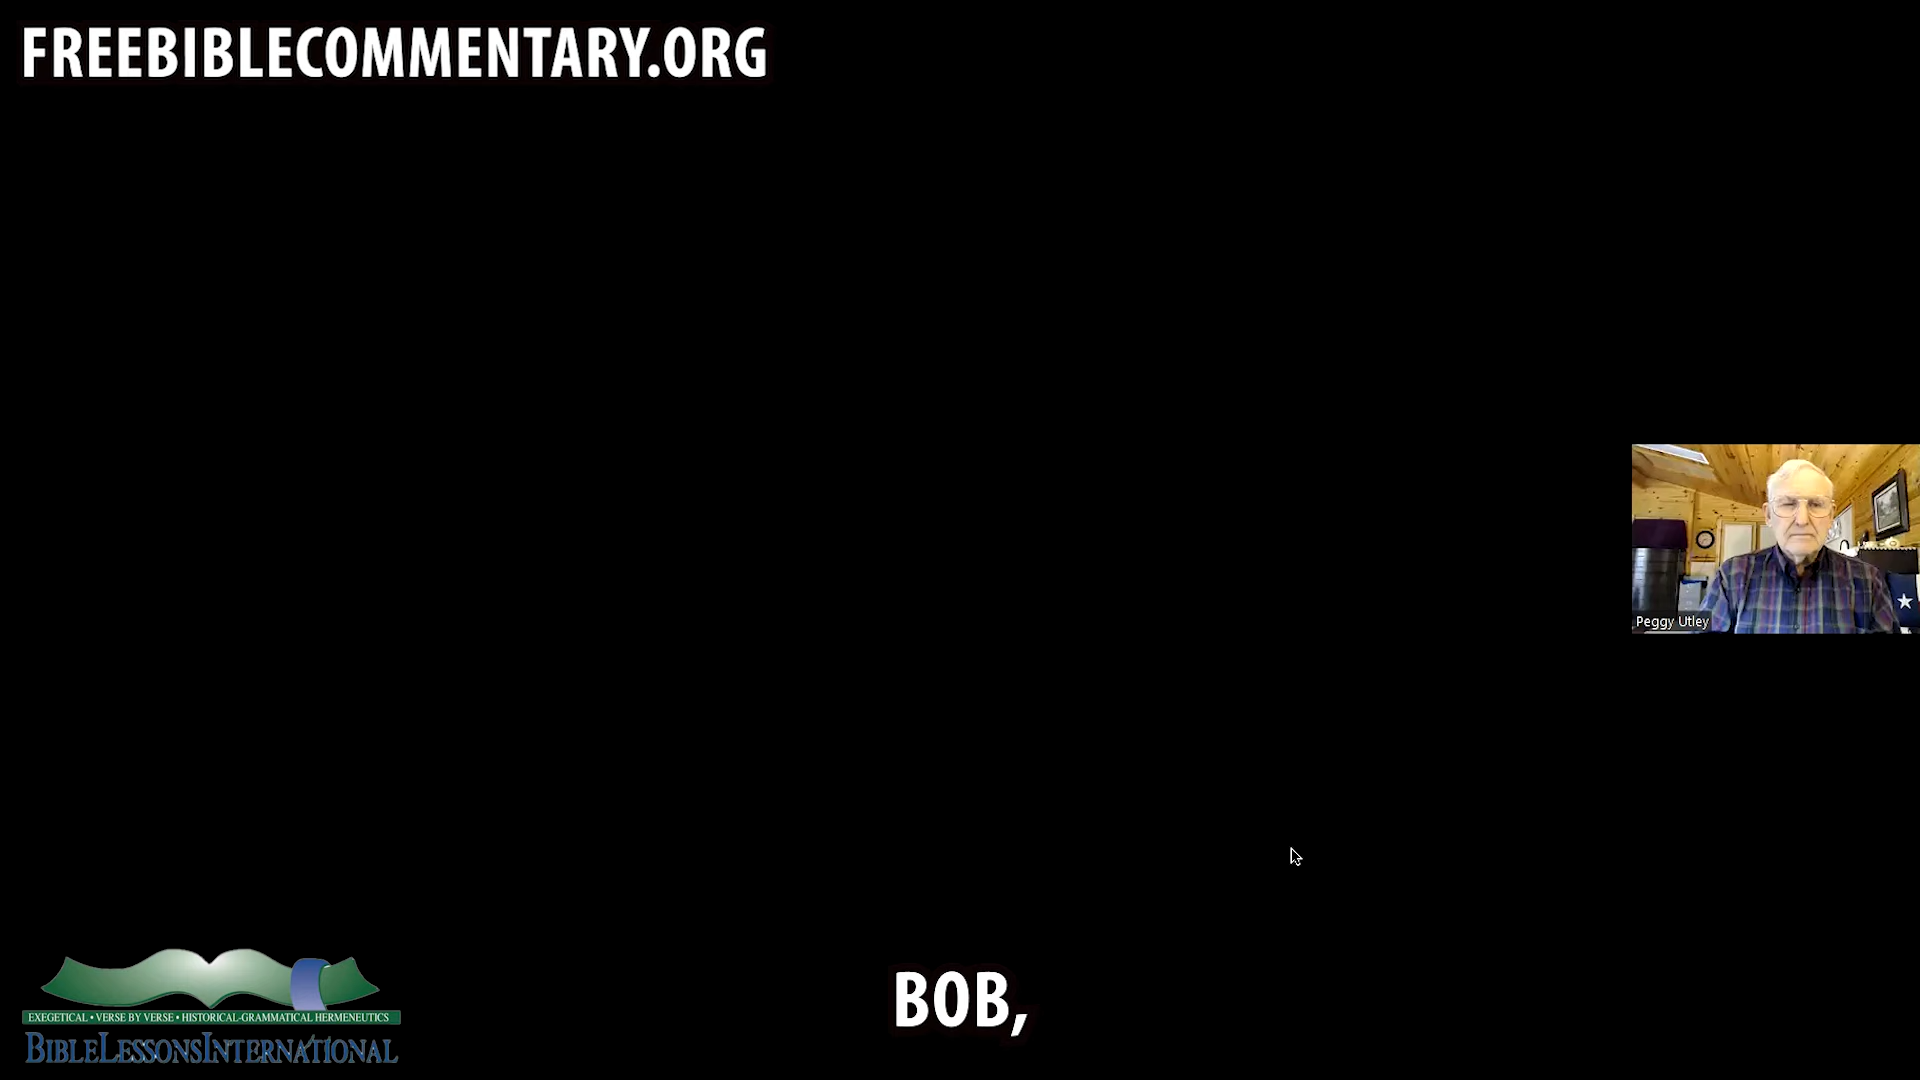 FREEBIBLECOMMENTARY.ORG
Peggy Utley
EXEGETICAL • VERSE BY VERSE • HISTORICAL-GRAMMATICAL HERMENEUTICS
BIBLELESSONSINTERNATIONAL
BOB,